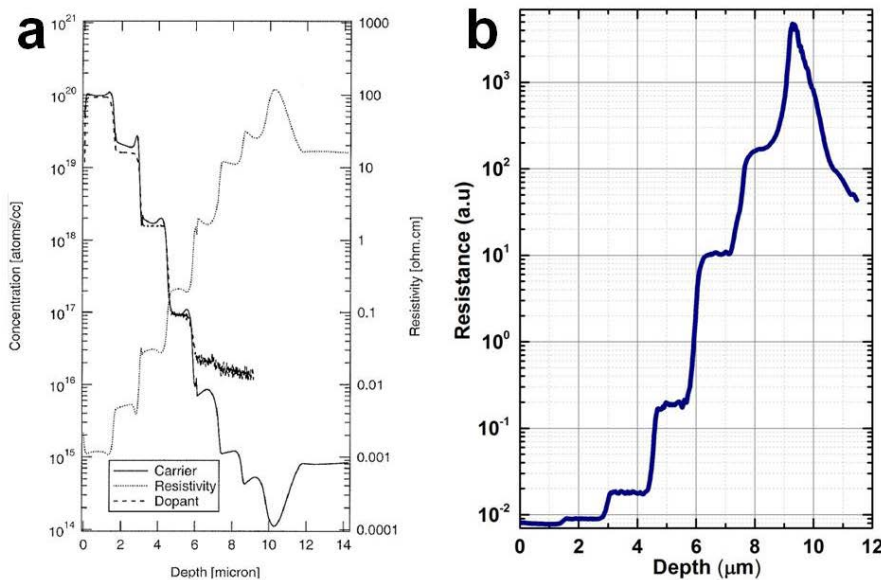 a
Concentration [atoms/cc]
10^21
10^20
10^19
10^18
10^17
10^16
10^15
10^14
Carrier
Resistivity
Dopant
0 2 4 6 8 10 12 14
Depth [micron]
1000
100
10
1
0.1
0.01
0.001
0.0001
Resistivity [ohm.cm]
b
Resistance (a.u)
10^3
10^2
10^1
10^0
10^-1
10^-2
0 2 4 6 8 10
Depth (μm)